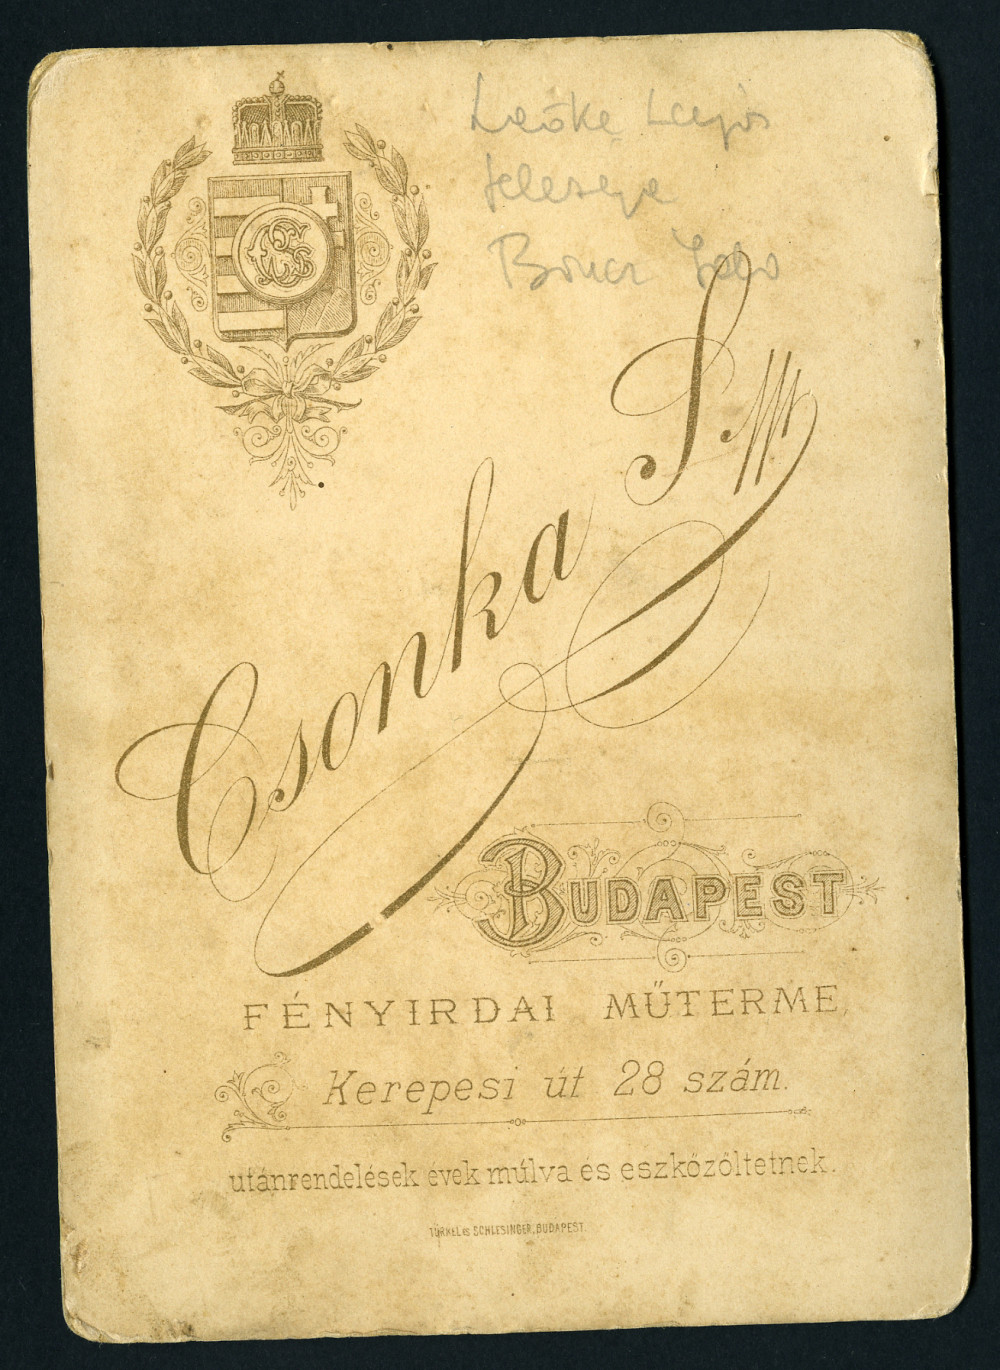 Lajos
felesége
Csonka S.
BUDAPEST
FÉNYIRDAI MŰTERME,
Kerepesi út 28 szám.
utánrendelések évek múlva és eszközöltetnek.
TÜRKEL és SCHLESINGER, BUDAPEST.